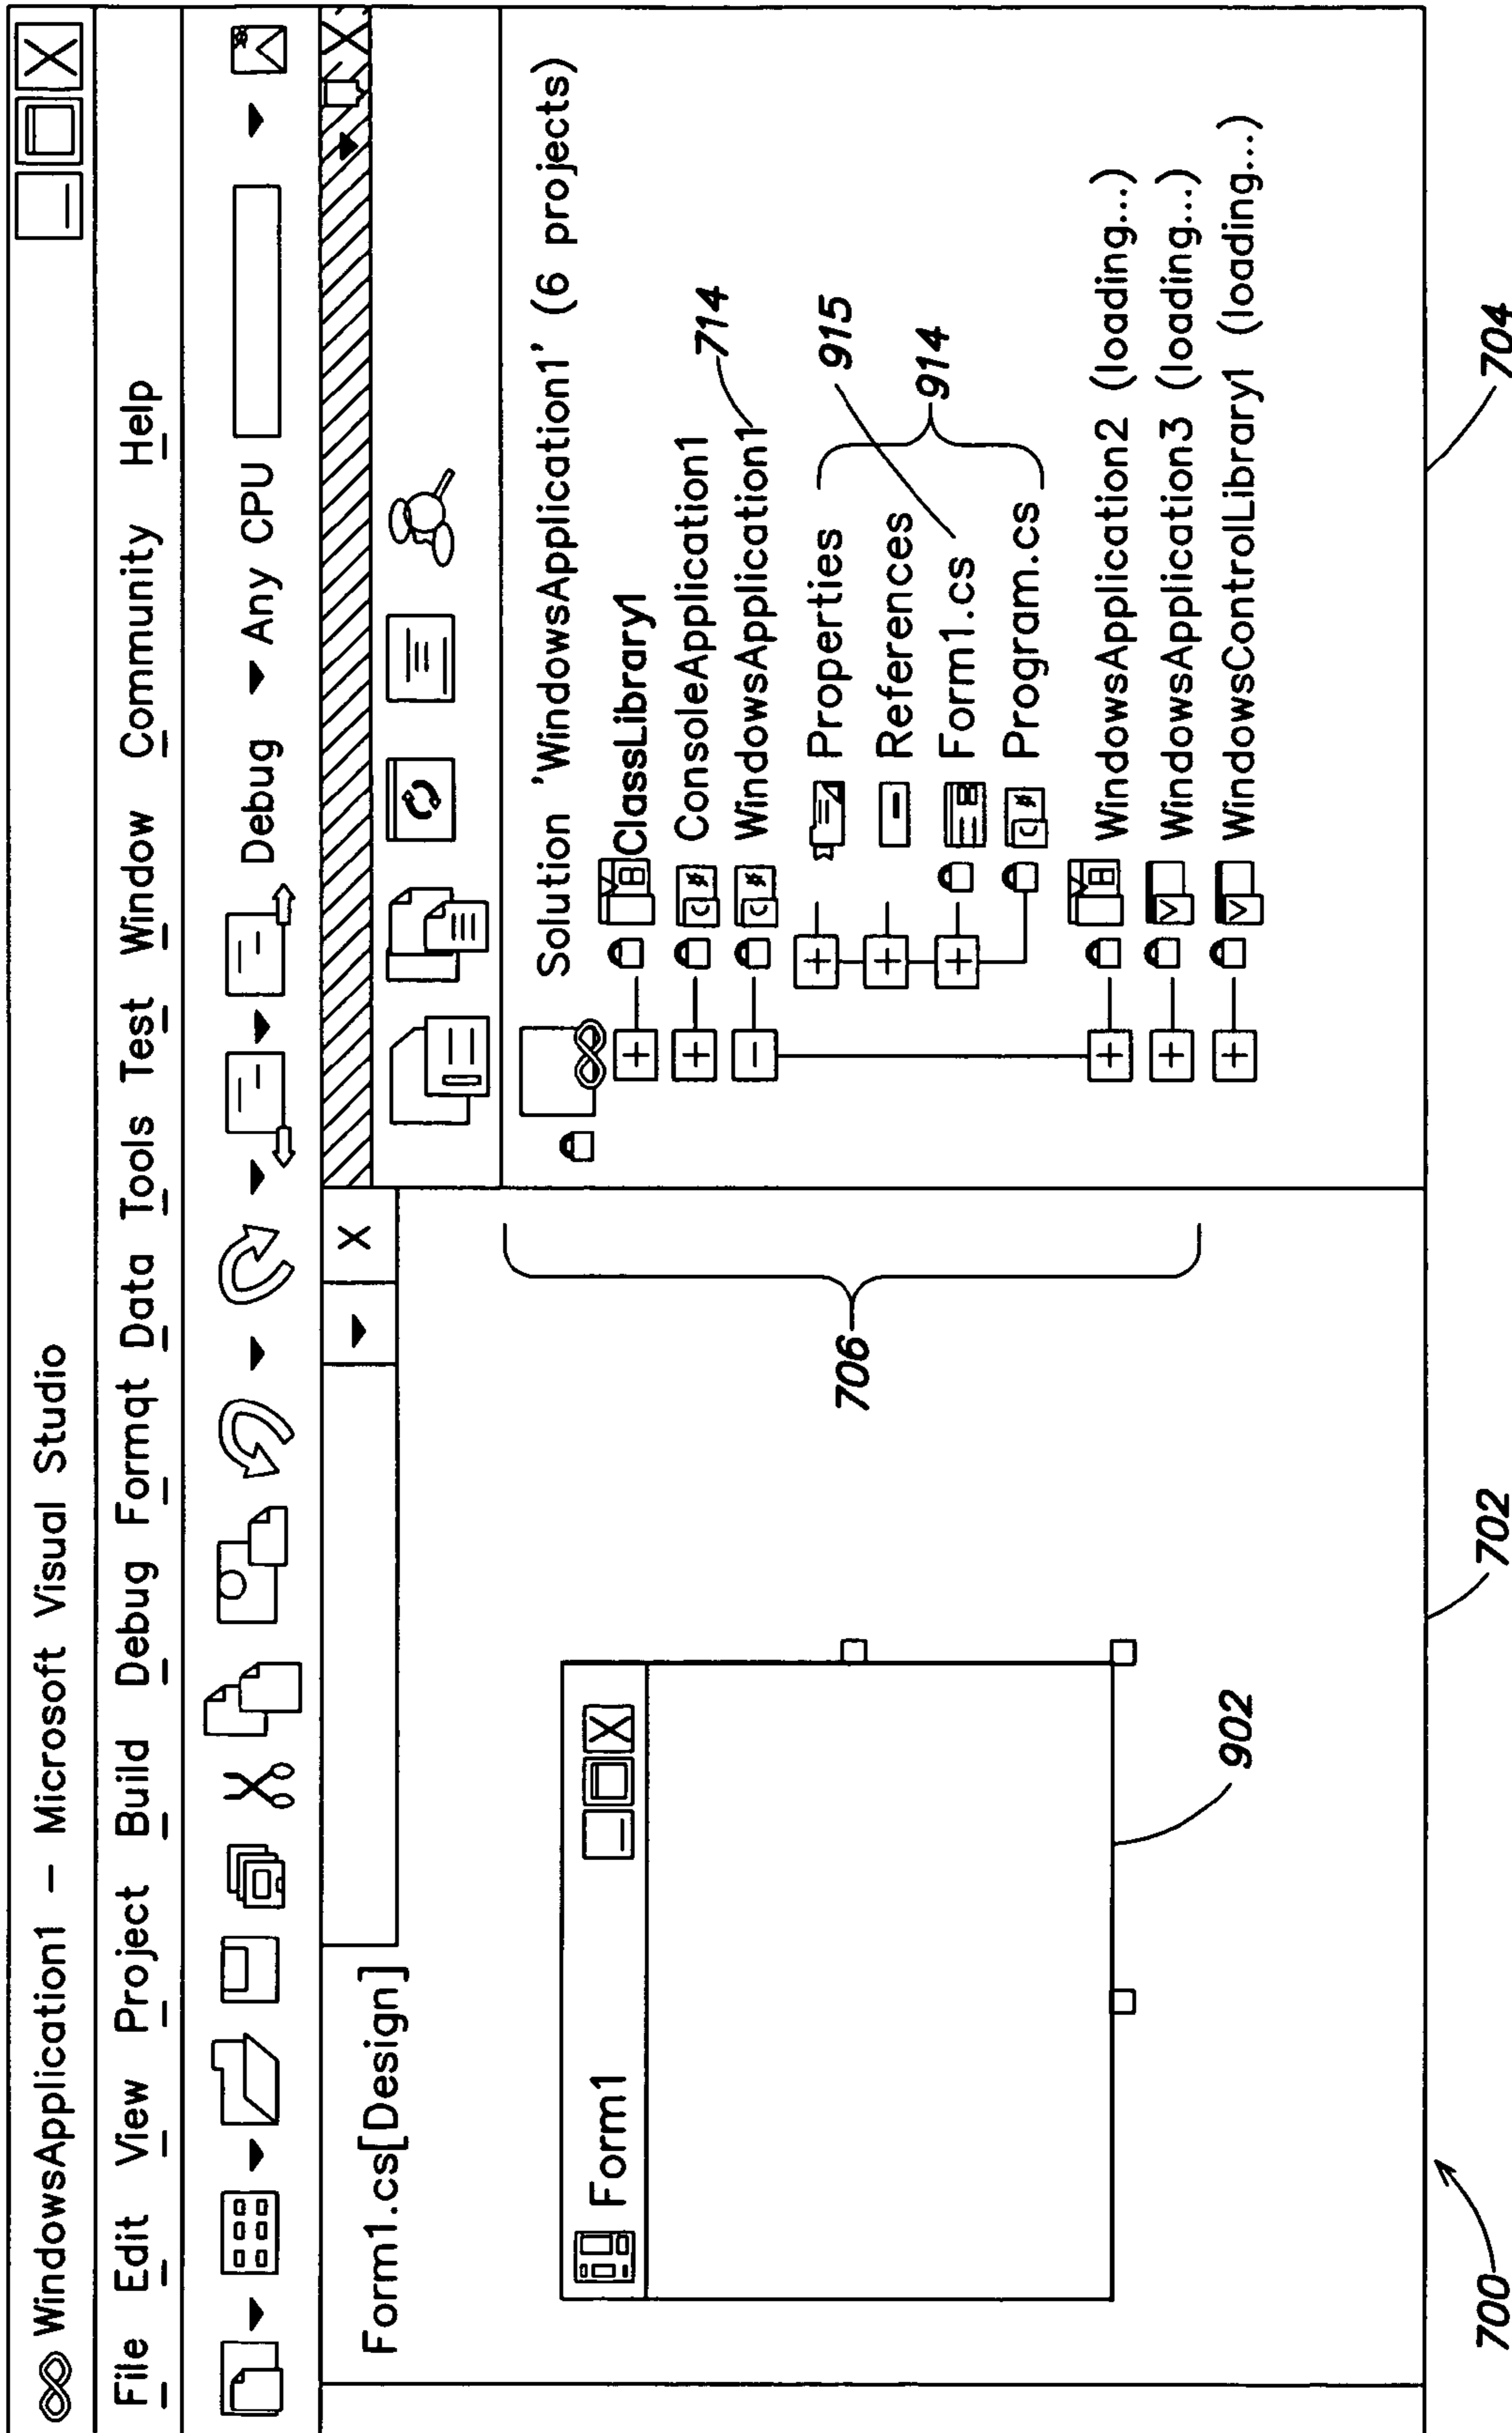 WindowsApplication1 – Microsoft Visual Studio
File Edit View Project Build Debug Formqt Data Tools Test Window Community Help
Debug Any CPU
Form1.cs[Design]
Form1
902
706
Solution 'WindowsApplication1' (6 projects)
ClassLibrary1
ConsoleApplication1
WindowsApplication1
714
Properties
915
References
914
Form1.cs
Program.cs
WindowsApplication2 (loading...)
WindowsApplication3 (loading...)
WindowsControlLibrary1 (loading...)
700
702
704